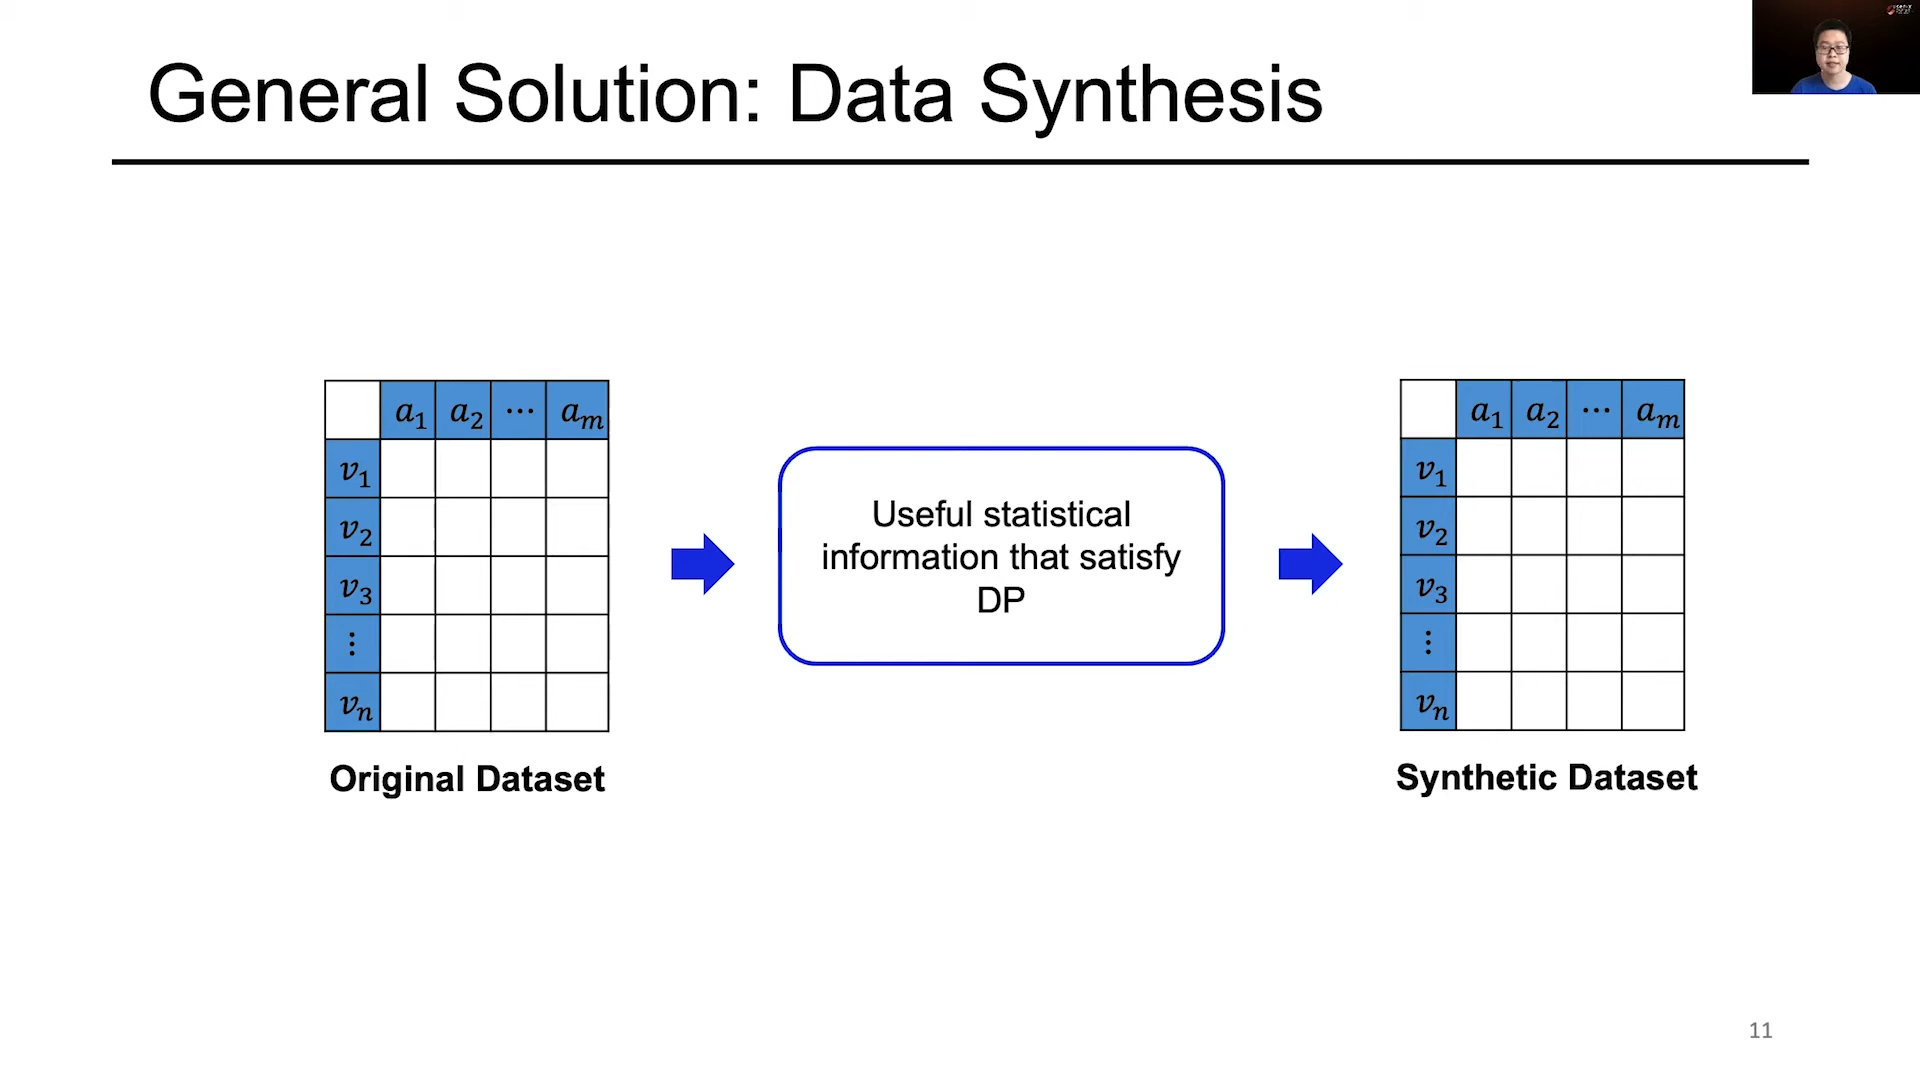 General Solution: Data Synthesis
a1 a2 ⋯ am
v1
v2
v3
⋮
vn
Original Dataset
Useful statistical
information that satisfy
DP
a1 a2 ⋯ am
v1
v2
v3
⋮
vn
Synthetic Dataset
11